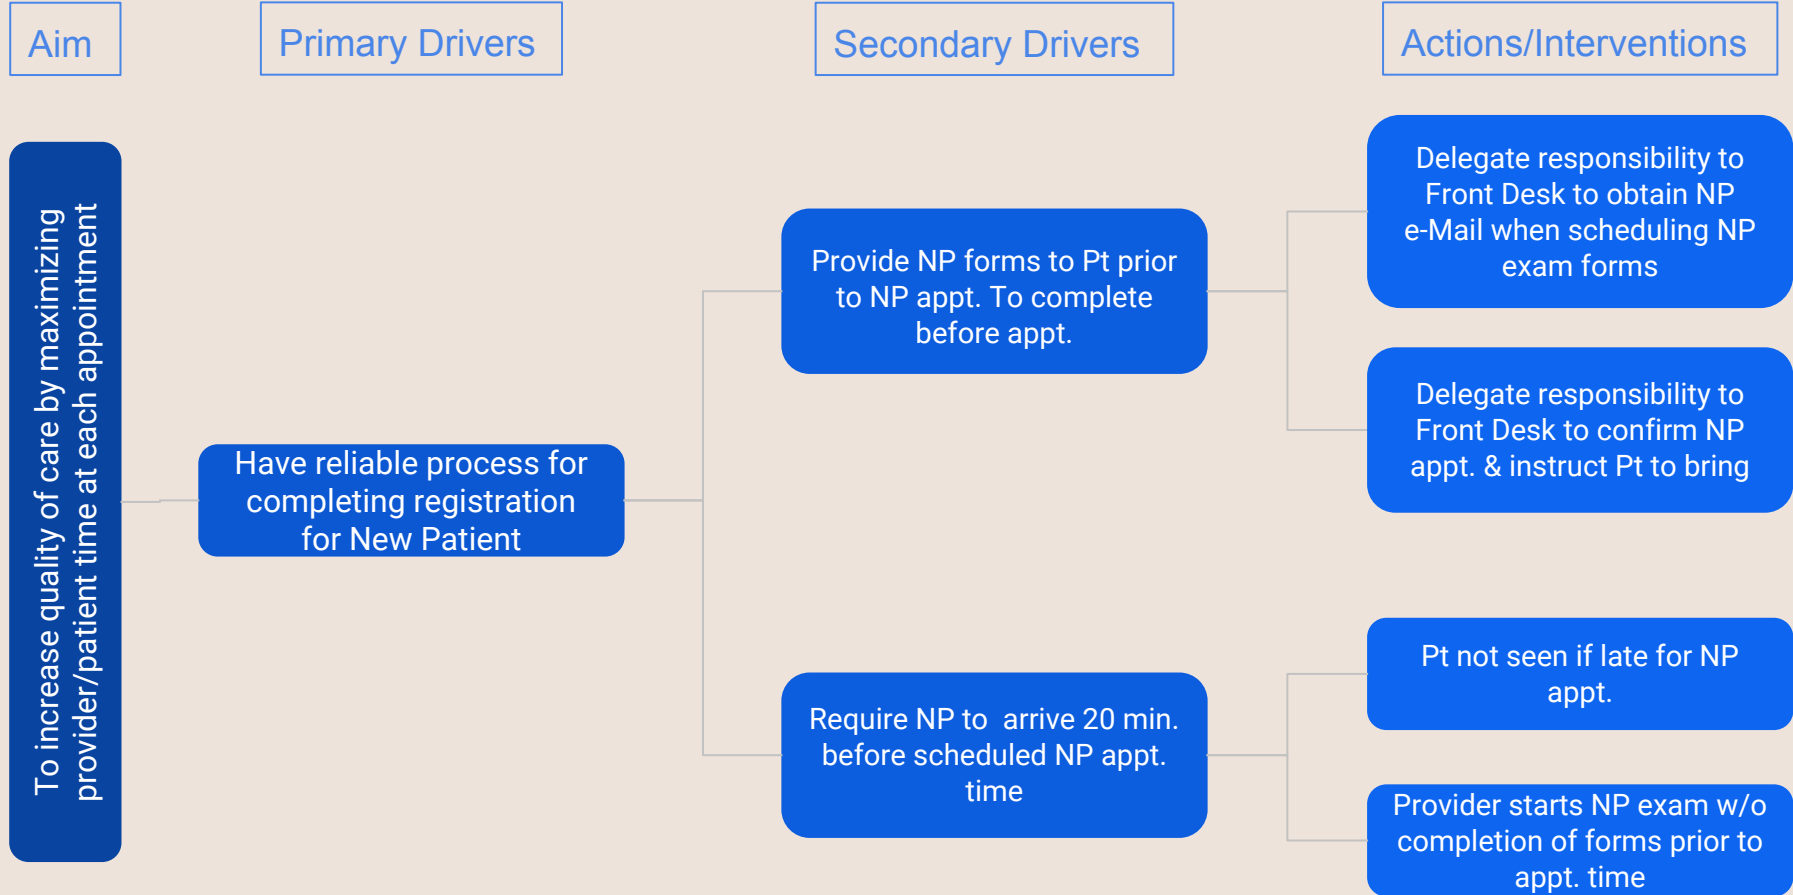 Aim
Primary Drivers
Secondary Drivers
Actions/Interventions
To increase quality of care by maximizing
provider/patient time at each appointment
Have reliable process for
completing registration
for New Patient
Provide NP forms to Pt prior
to NP appt. To complete
before appt.
Require NP to  arrive 20 min.
before scheduled NP appt.
time
Delegate responsibility to
Front Desk to obtain NP
e-Mail when scheduling NP
exam forms
Delegate responsibility to
Front Desk to confirm NP
appt. & instruct Pt to bring
Pt not seen if late for NP
appt.
Provider starts NP exam w/o
completion of forms prior to
appt. time